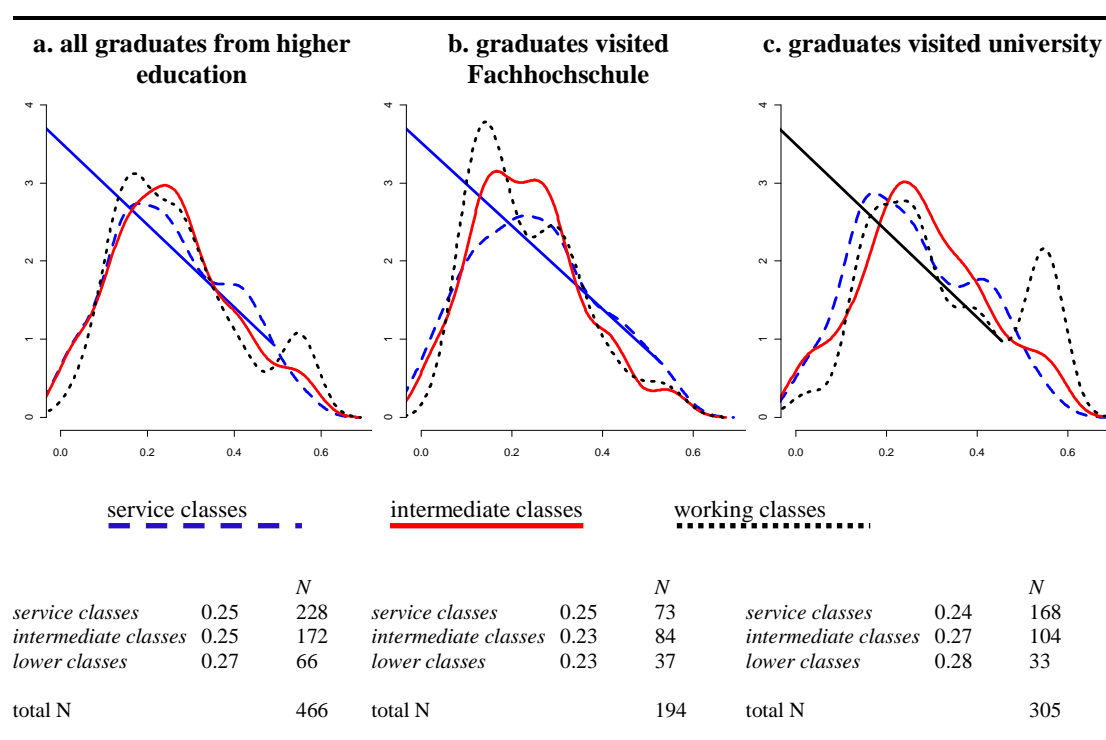 a. all graduates from higher
education
b. graduates visited
Fachhochschule
c. graduates visited university
4
3
2
1
0
0.0 0.2 0.4 0.6
4
3
2
1
0
0.0 0.2 0.4 0.6
4
3
2
1
0
0.0 0.2 0.4 0.6
service classes intermediate classes working classes
N N N
service classes 0.25 228 service classes 0.25 73 service classes 0.24 168
intermediate classes 0.25 172 intermediate classes 0.23 84 intermediate classes 0.27 104
lower classes 0.27 66 lower classes 0.23 37 lower classes 0.28 33
total N 466 total N 194 total N 305